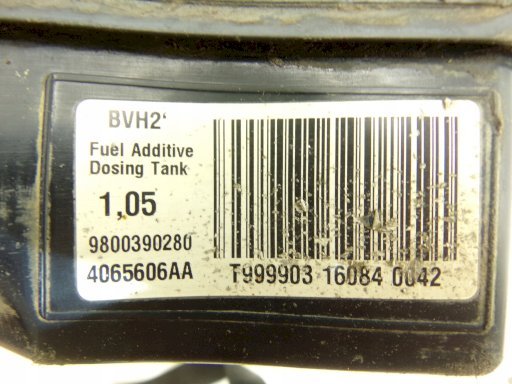 BVH2'
Fuel Additive
Dosing Tank
1.05
9800390280
4065606AA
T999903 16084 0042